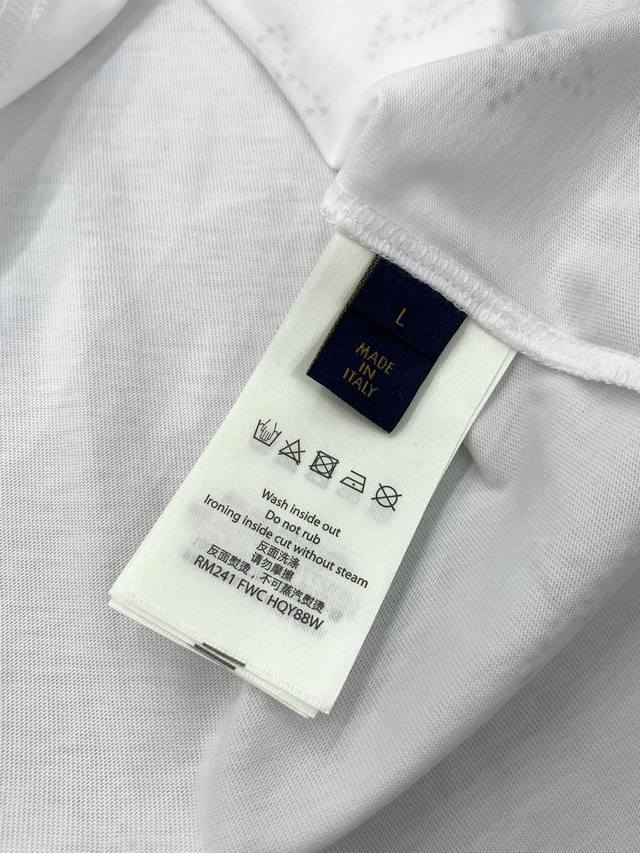 L
MADE
IN
ITALY
Wash inside out
Do not rub
Ironing inside cut without steam
反面洗涤
请勿摩擦
反面熨烫，不可蒸汽熨烫
RM241 FWC HQY88W